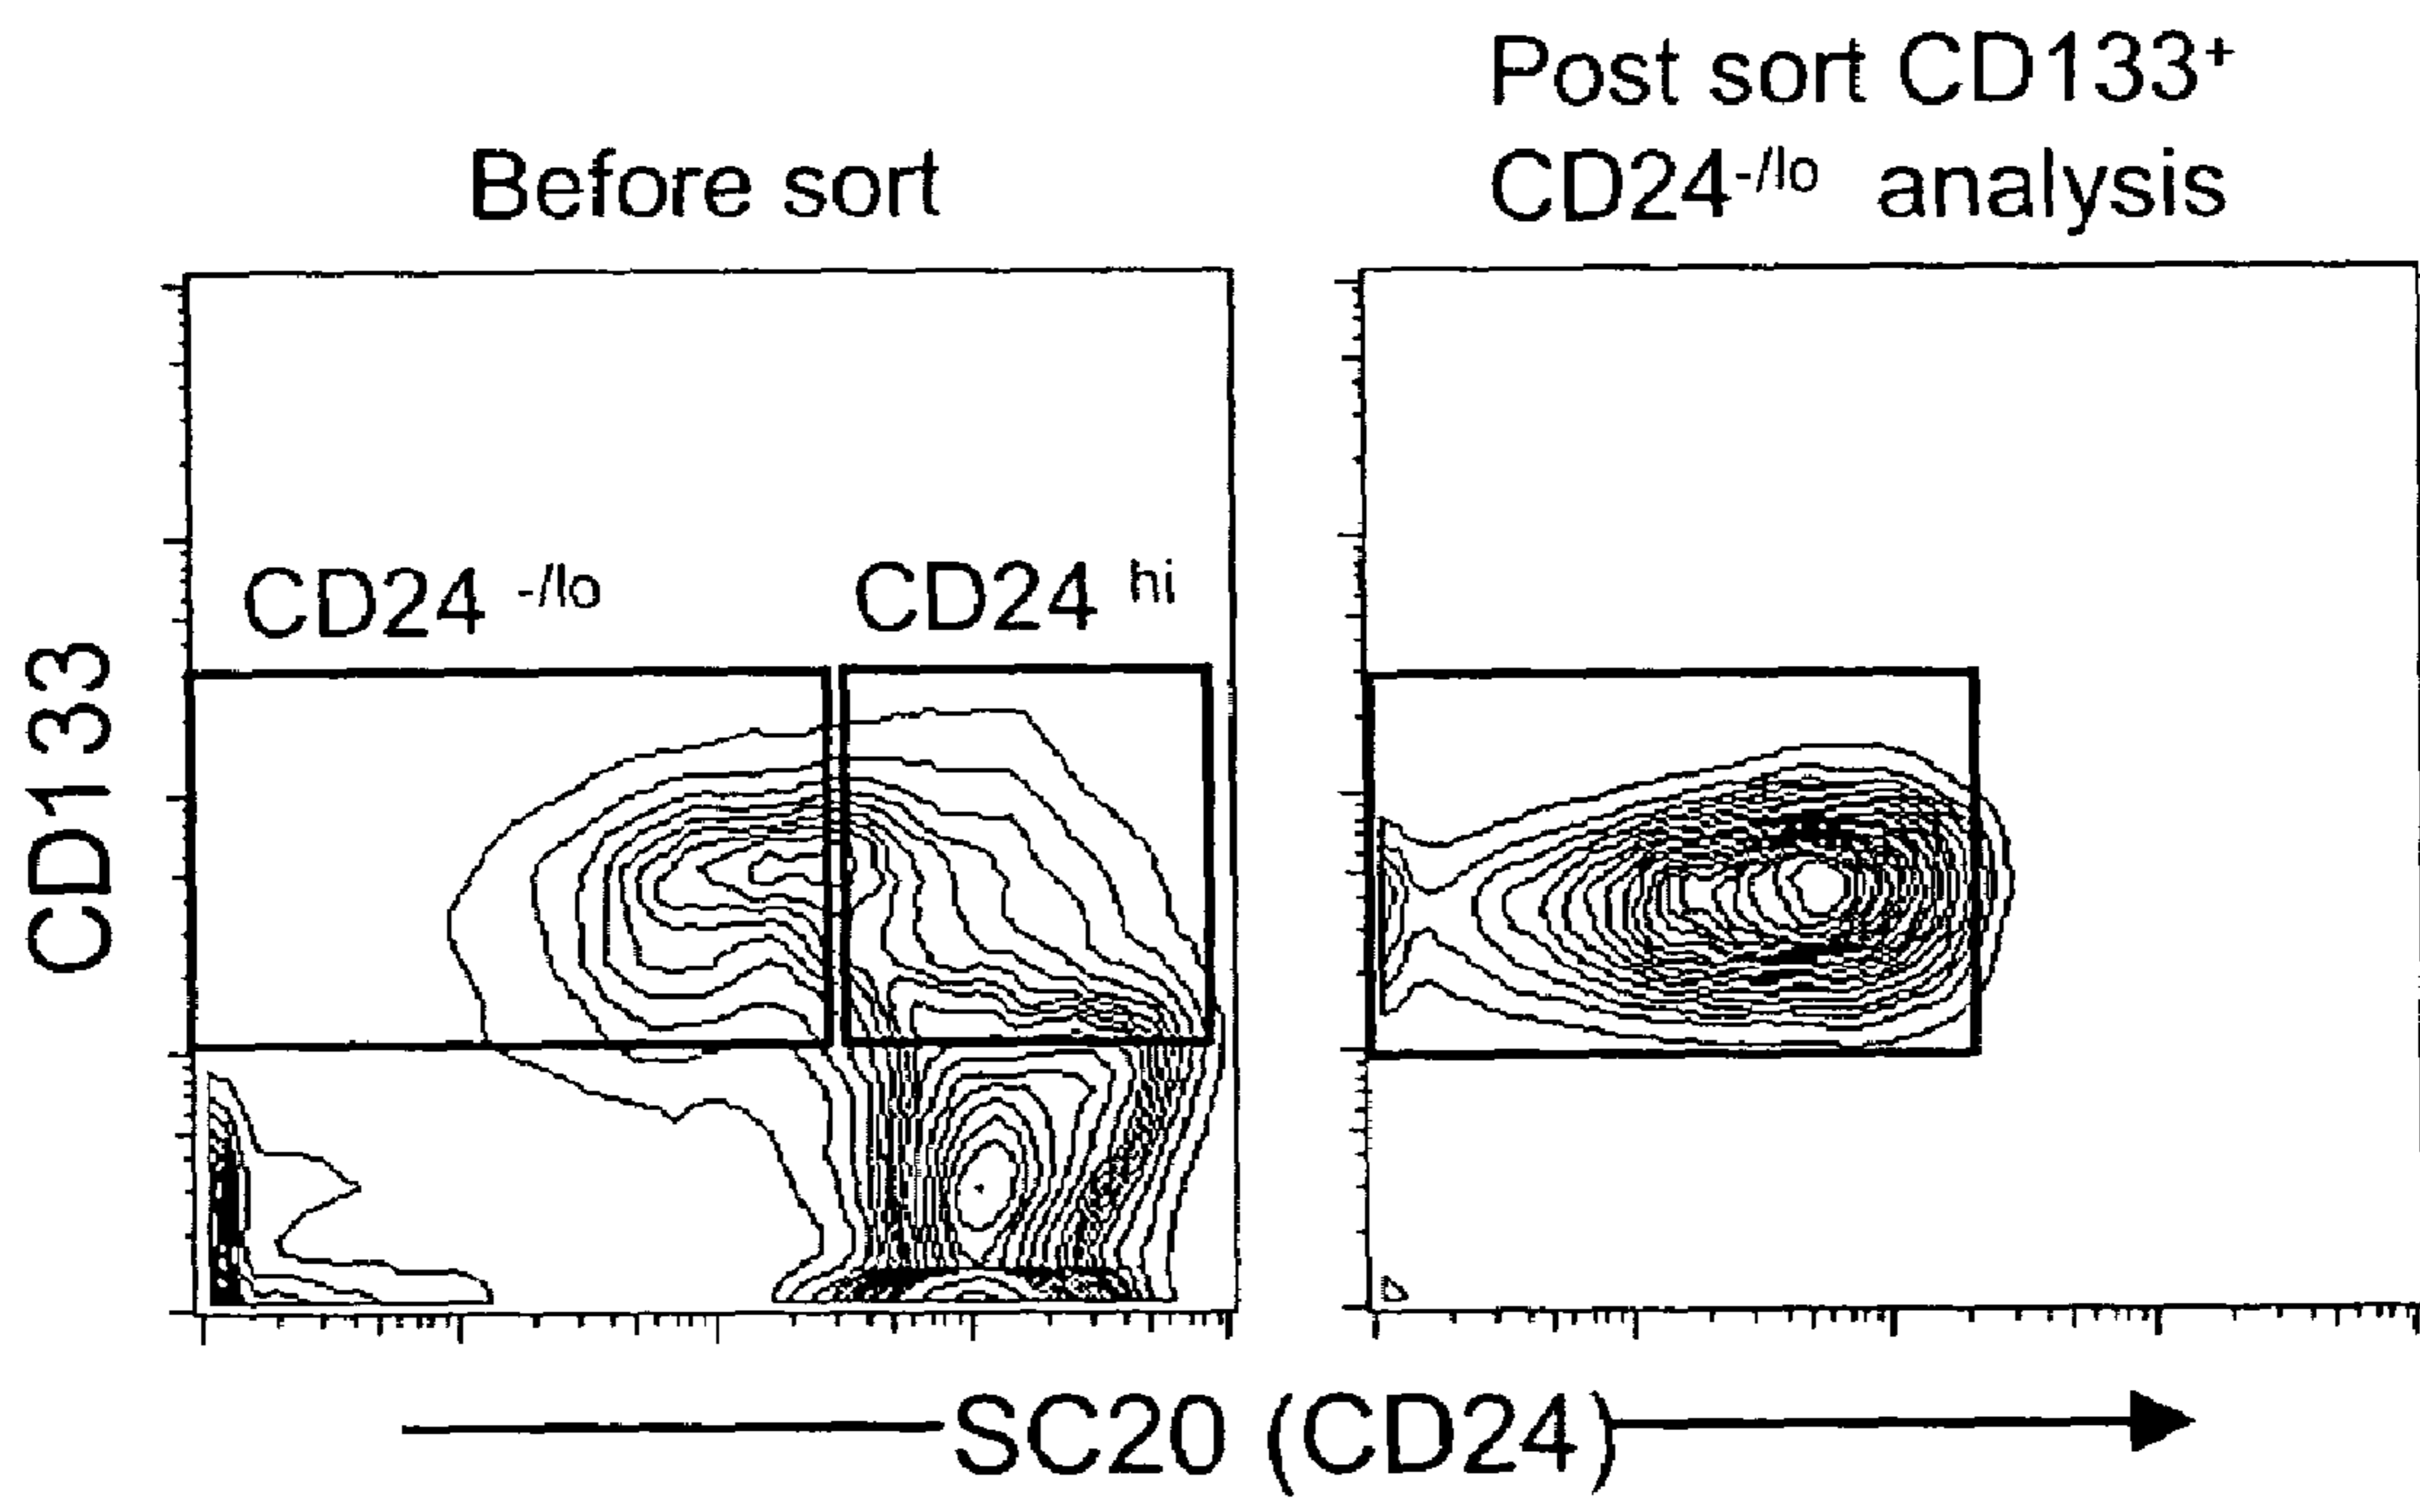 Before sort
Post sort CD133⁺
CD24⁻/ˡᵒ analysis
CD24 ⁻/ˡᵒ
CD24 ʰⁱ
CD133
SC20 (CD24)